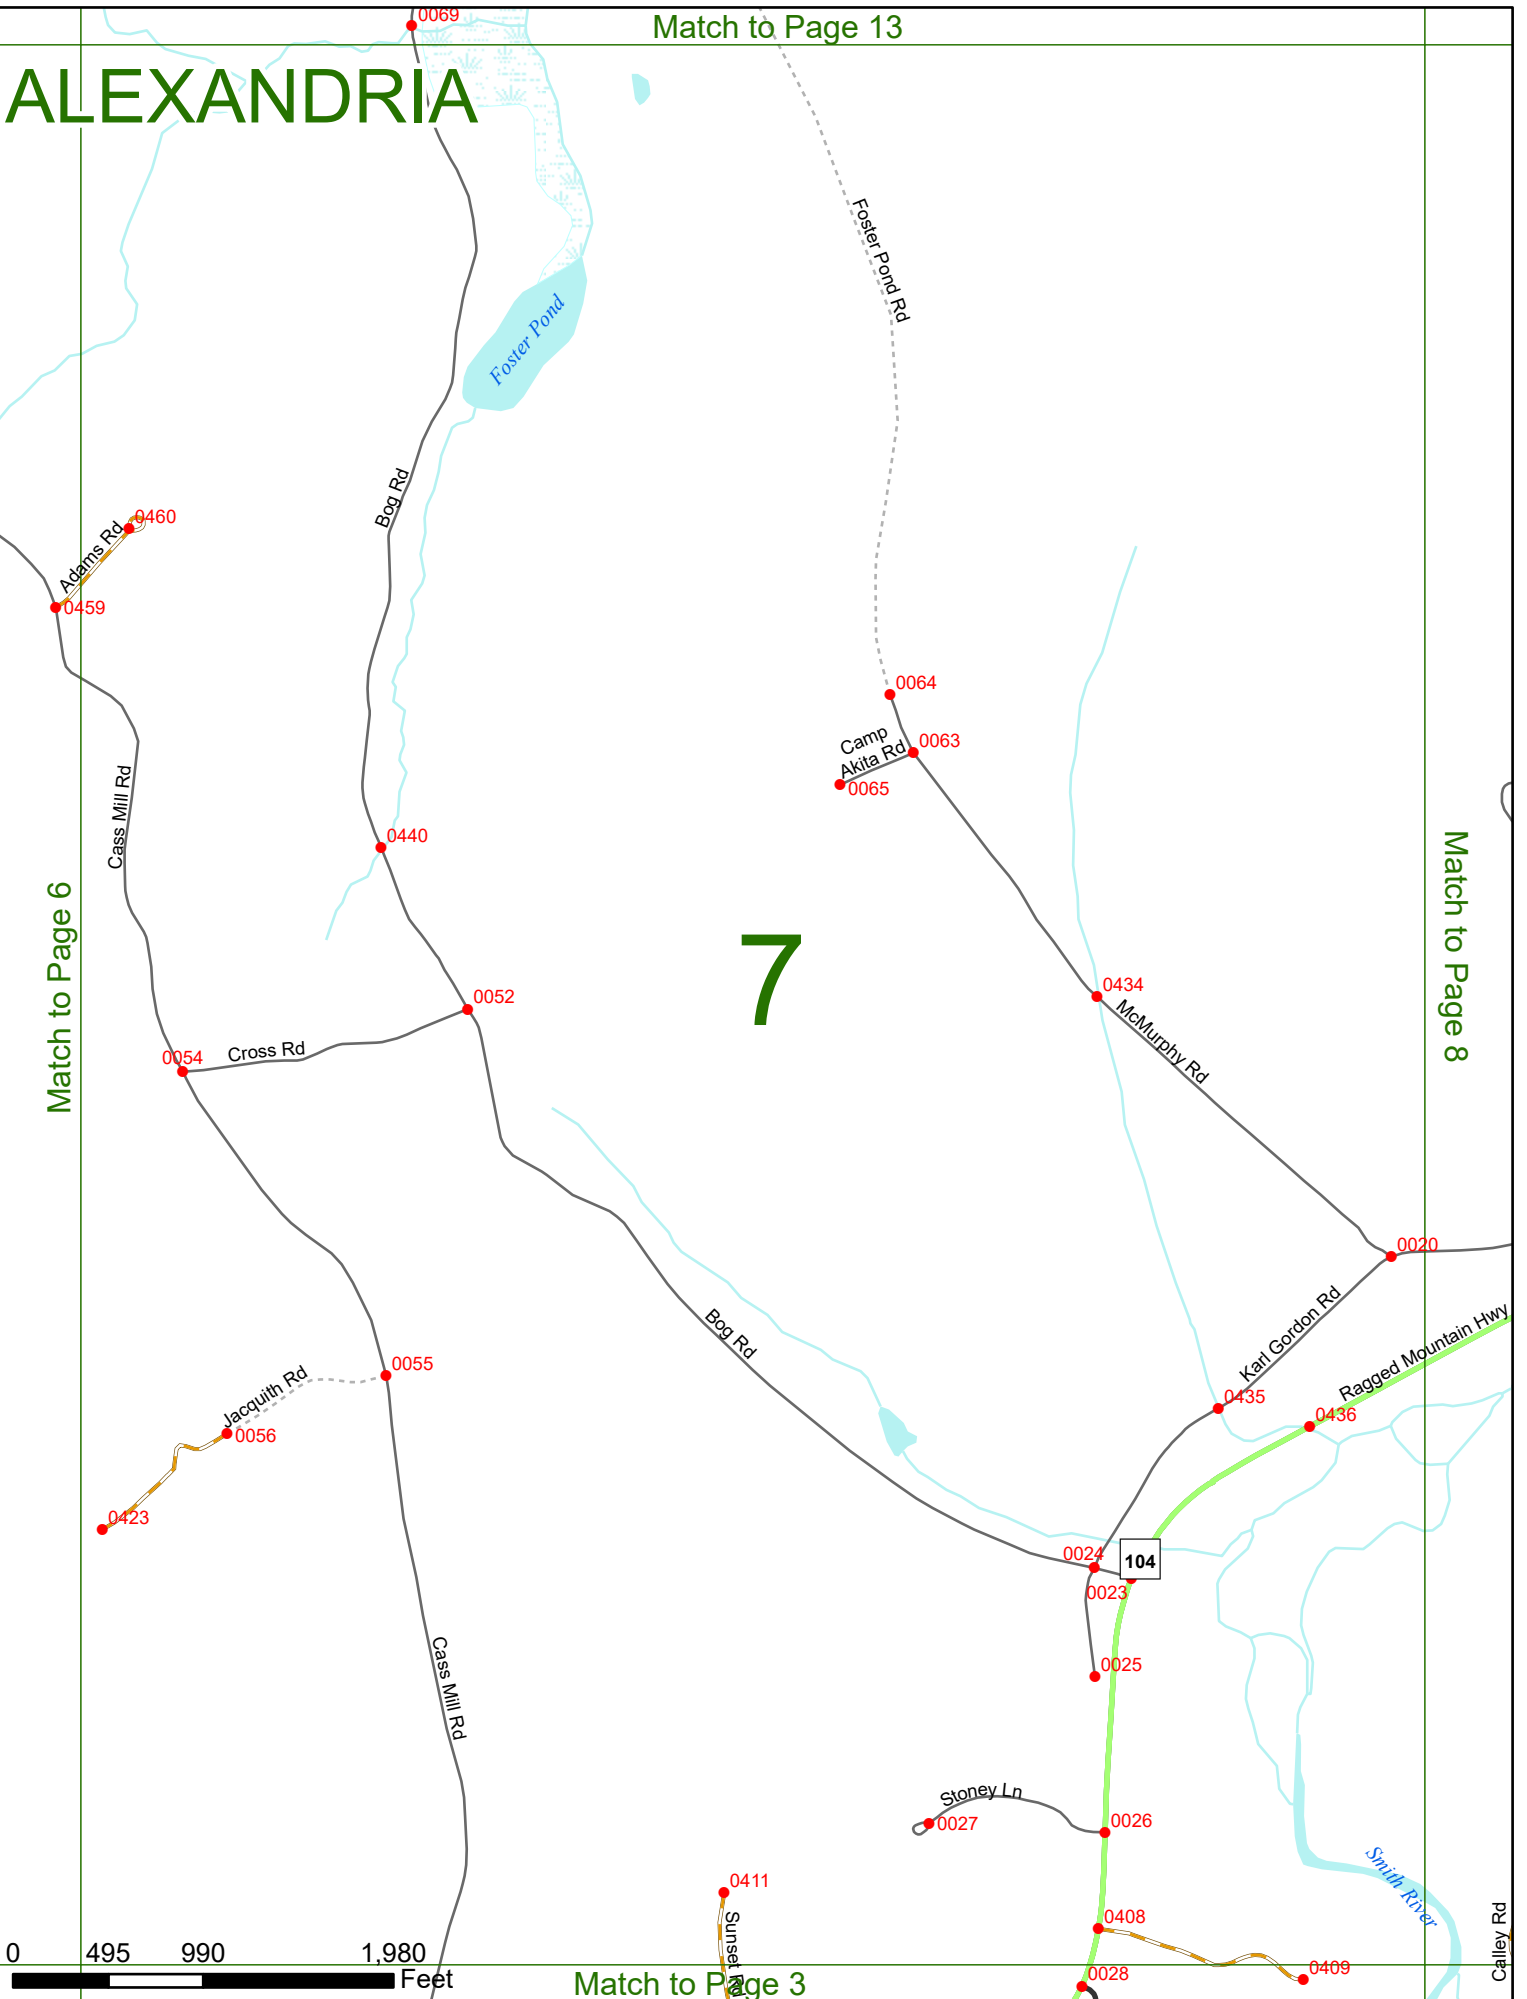 0069
Match to Page 13
ALEXANDRIA
Foster Pond Rd
Foster Pond
Bog Rd
0460
Adams Rd
0459
0064
Camp
Akita Rd
0063
0065
Cass Mill Rd
0440
Match to Page 6
7
Match to Page 8
0052
0434
McMurphy Rd
0054
Cross Rd
0020
Karl Gordon Rd
Ragged Mountain Hwy
Bog Rd
0055
Jacquith Rd
0056
0435
0436
0423
0024
104
0023
Cass Mill Rd
0025
Stoney Ln
0027
0026
Smith River
0411
Sunset Rd
0408
Calley Rd
0 495 990 1,980
Feet
Match to Page 3
0028
0409